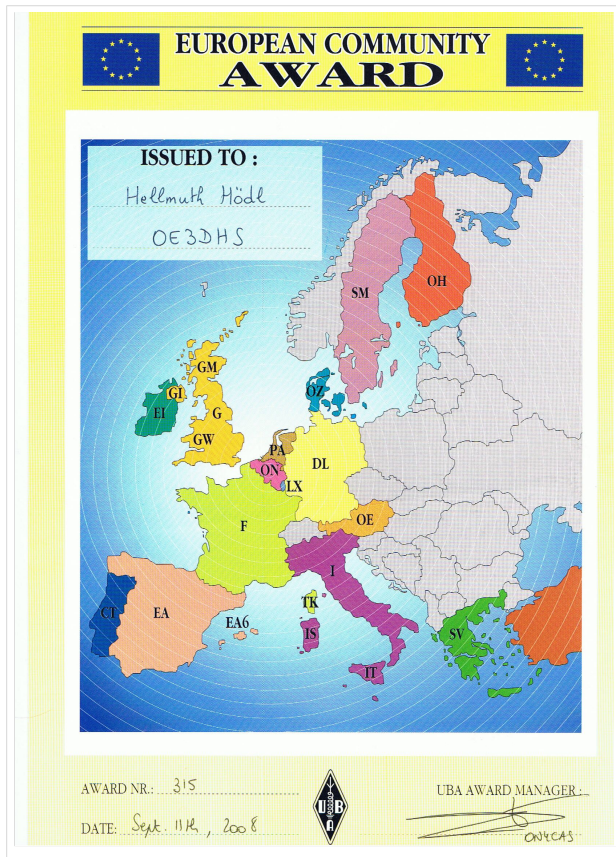 EUROPEAN COMMUNITY
AWARD
ISSUED TO :
Hellmuth Hödl
OE3DHS
SM
OH
GM
GI
EI
G
GW
OZ
PA
ON
DL
LX
OE
F
I
CT
EA
EA6
TK
IS
IT
SV
AWARD NR.: 315
UBA AWARD MANAGER :
DATE: Sept. 11th, 2008
UBA
ON4CAS